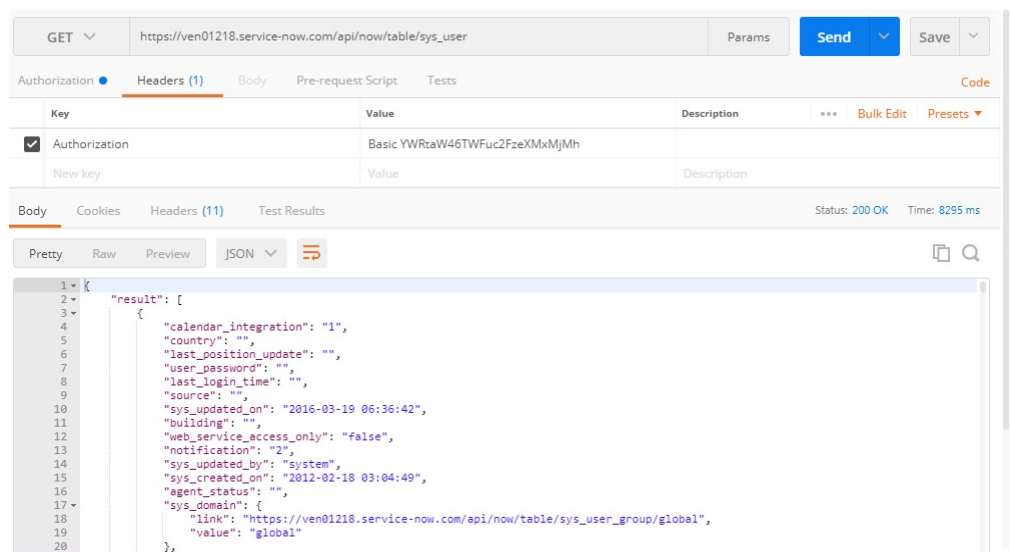 GET https://ven01218.service-now.com/api/now/table/sys_user Params Send Save
Authorization Headers (1) Body Pre-request Script Tests Code
Key Value Description ••• Bulk Edit Presets
Authorization Basic YWRtaW46TWFuc2FzeXMxMjMh
New key Value Description
Body Cookies Headers (11) Test Results Status: 200 OK Time: 8295 ms
Pretty Raw Preview JSON
1 {
2 "result": [
3 {
4 "calendar_integration": "1",
5 "country": "",
6 "last_position_update": "",
7 "user_password": "",
8 "last_login_time": "",
9 "source": "",
10 "sys_updated_on": "2016-03-19 06:36:42",
11 "building": "",
12 "web_service_access_only": "false",
13 "notification": "2",
14 "sys_updated_by": "system",
15 "sys_created_on": "2012-02-18 03:04:49",
16 "agent_status": "",
17 "sys_domain": {
18 "link": "https://ven01218.service-now.com/api/now/table/sys_user_group/global",
19 "value": "global"
20 },